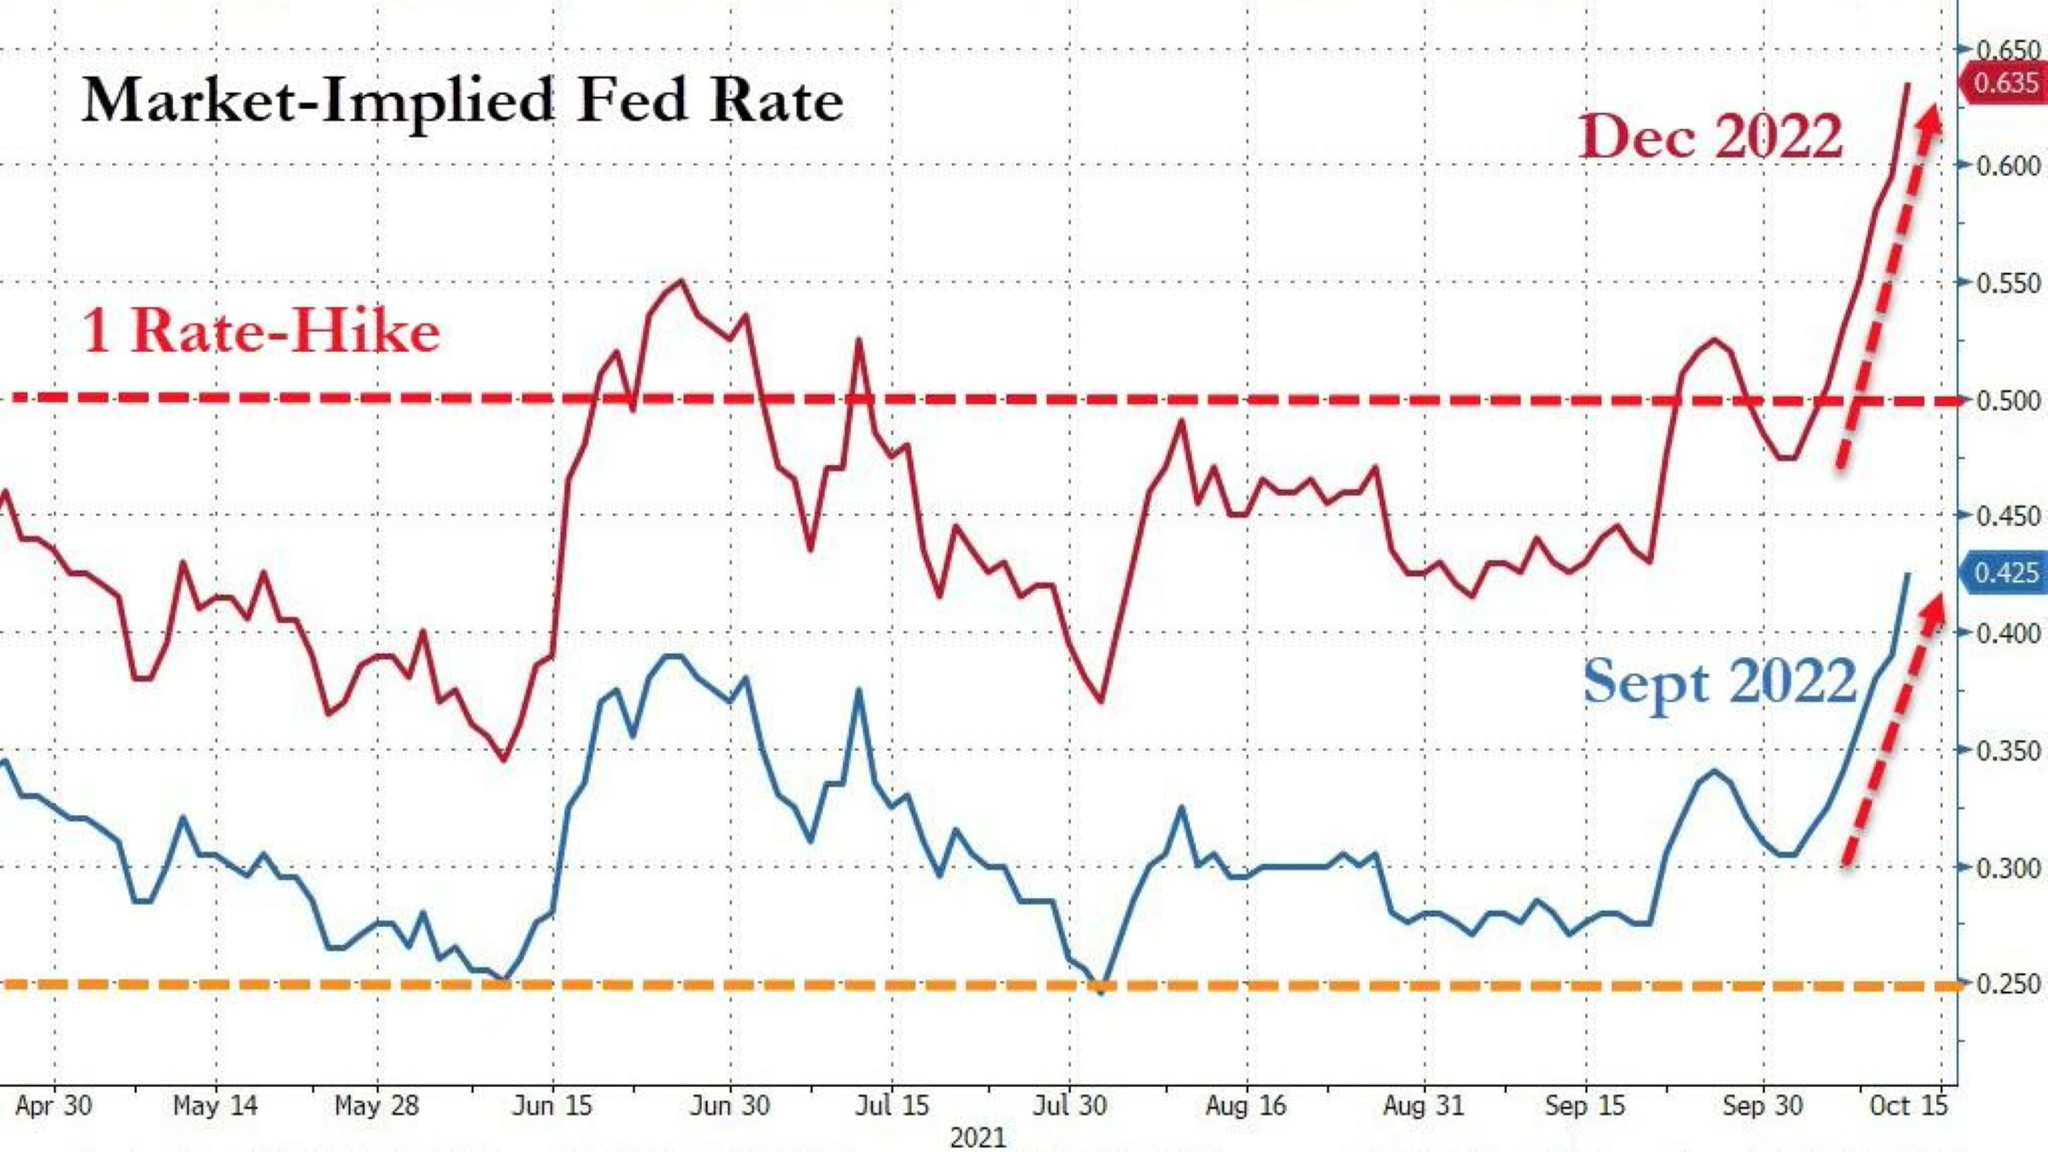 Market-Implied Fed Rate
Dec 2022
1 Rate-Hike
Sept 2022
0.650
0.635
0.600
0.550
0.500
0.450
0.425
0.400
0.350
0.300
0.250
Apr 30 May 14 May 28 Jun 15 Jun 30 Jul 15 Jul 30 Aug 16 Aug 31 Sep 15 Sep 30 Oct 15
2021